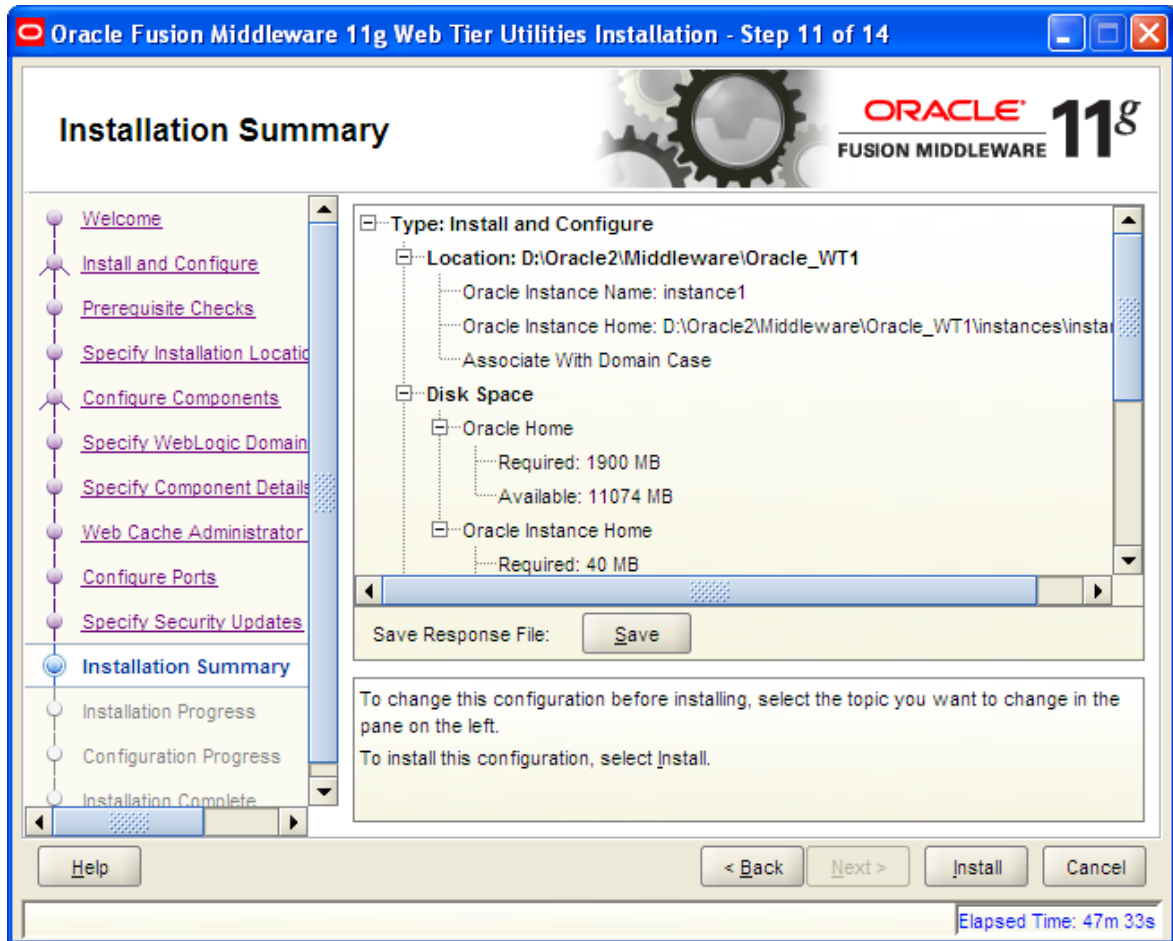 Oracle Fusion Middleware 11g Web Tier Utilities Installation - Step 11 of 14
Installation Summary
ORACLE
FUSION MIDDLEWARE
11g
Welcome
Install and Configure
Prerequisite Checks
Specify Installation Locatio
Configure Components
Specify WebLogic Domain
Specify Component Details
Web Cache Administrator
Configure Ports
Specify Security Updates
Installation Summary
Installation Progress
Configuration Progress
Installation Complete
Type: Install and Configure
Location: D:\Oracle2\Middleware\Oracle_WT1
Oracle Instance Name: instance1
Oracle Instance Home: D:\Oracle2\Middleware\Oracle_WT1\instances\instan
Associate With Domain Case
Disk Space
Oracle Home
Required: 1900 MB
Available: 11074 MB
Oracle Instance Home
Required: 40 MB
Save Response File:
Save
To change this configuration before installing, select the topic you want to change in the
pane on the left.
To install this configuration, select Install.
Help
< Back
Next >
Install
Cancel
Elapsed Time: 47m 33s